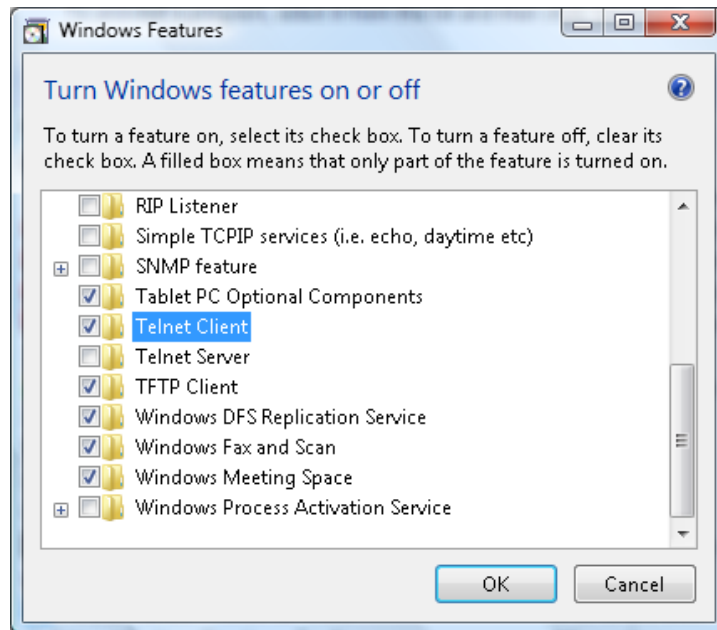 Windows Features
Turn Windows features on or off
To turn a feature on, select its check box. To turn a feature off, clear its
check box. A filled box means that only part of the feature is turned on.
RIP Listener
Simple TCPIP services (i.e. echo, daytime etc)
SNMP feature
Tablet PC Optional Components
Telnet Client
Telnet Server
TFTP Client
Windows DFS Replication Service
Windows Fax and Scan
Windows Meeting Space
Windows Process Activation Service
OK Cancel